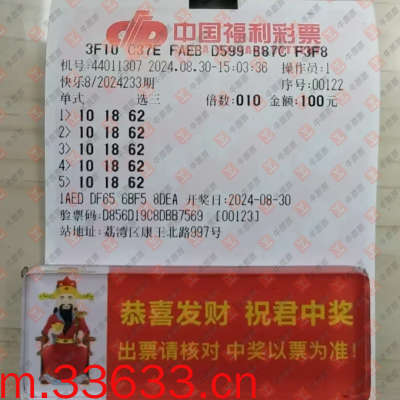 中国福利彩票
3F10 C37E FAEB D599 B87C F3F8
机号:44011307 2024.08.30-15:03:36 操作员:1
快乐8/2024233期 序号:00122
单式 选三 倍数:010 金额:100元
1> 10 18 62
2> 10 18 62
3> 10 18 62
4> 10 18 62
5> 10 18 62
1AED DF65 6BF5 8DEA 开奖日:2024-08-30
验票码:D856D19C8DBB7569 [00123]
站地址:荔湾区康王北路997号
恭喜发财 祝君中奖
出票请核对 中奖以票为准!
m.33633.cn